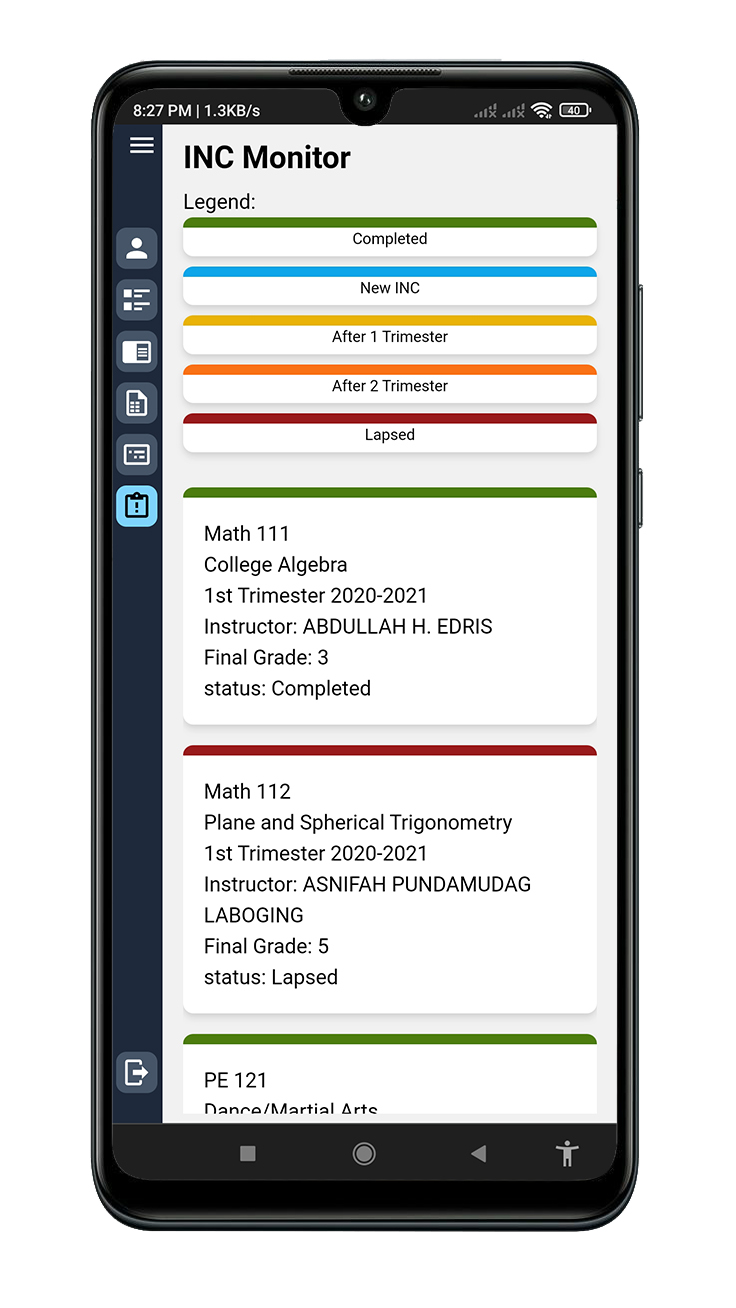 8:27 PM | 1.3KB/s
40
INC Monitor
Legend:
Completed
New INC
After 1 Trimester
After 2 Trimester
Lapsed
Math 111
College Algebra
1st Trimester 2020-2021
Instructor: ABDULLAH H. EDRIS
Final Grade: 3
status: Completed
Math 112
Plane and Spherical Trigonometry
1st Trimester 2020-2021
Instructor: ASNIFAH PUNDAMUDAG
LABOGING
Final Grade: 5
status: Lapsed
PE 121
Dance/Martial Arts